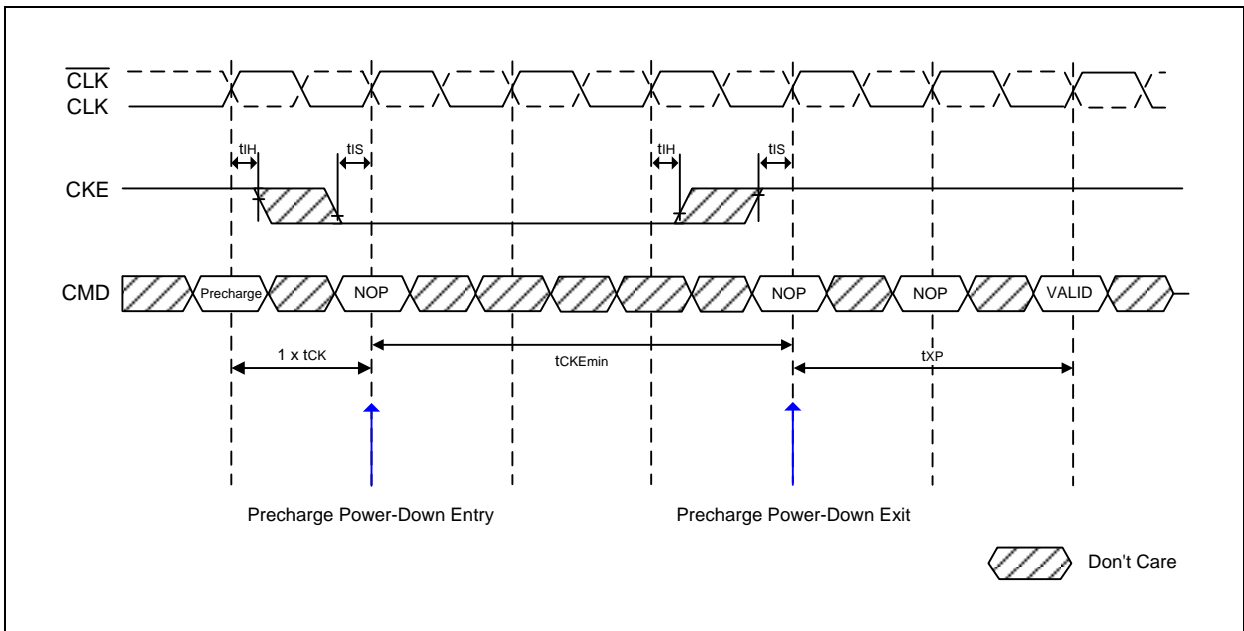 CLK
CLK
tIH
tIS
tIH
tIS
CKE
CMD
Precharge
NOP
NOP
NOP
VALID
1 x tCK
tCKEmin
tXP
Precharge Power-Down Entry
Precharge Power-Down Exit
Don't Care